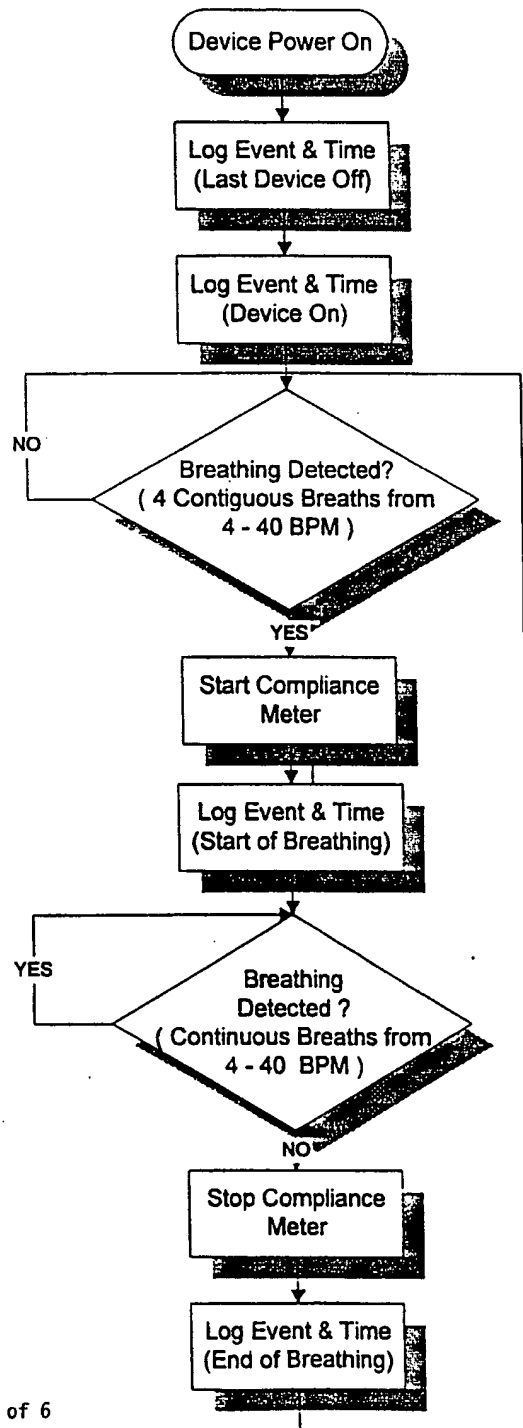 Device Power On
Log Event & Time
(Last Device Off)
Log Event & Time
(Device On)
NO
Breathing Detected?
( 4 Contiguous Breaths from
4 - 40 BPM )
YES
Start Compliance
Meter
Log Event & Time
(Start of Breathing)
YES
Breathing
Detected ?
( Continuous Breaths from
4 - 40 BPM )
NO
Stop Compliance
Meter
Log Event & Time
(End of Breathing)
of 6